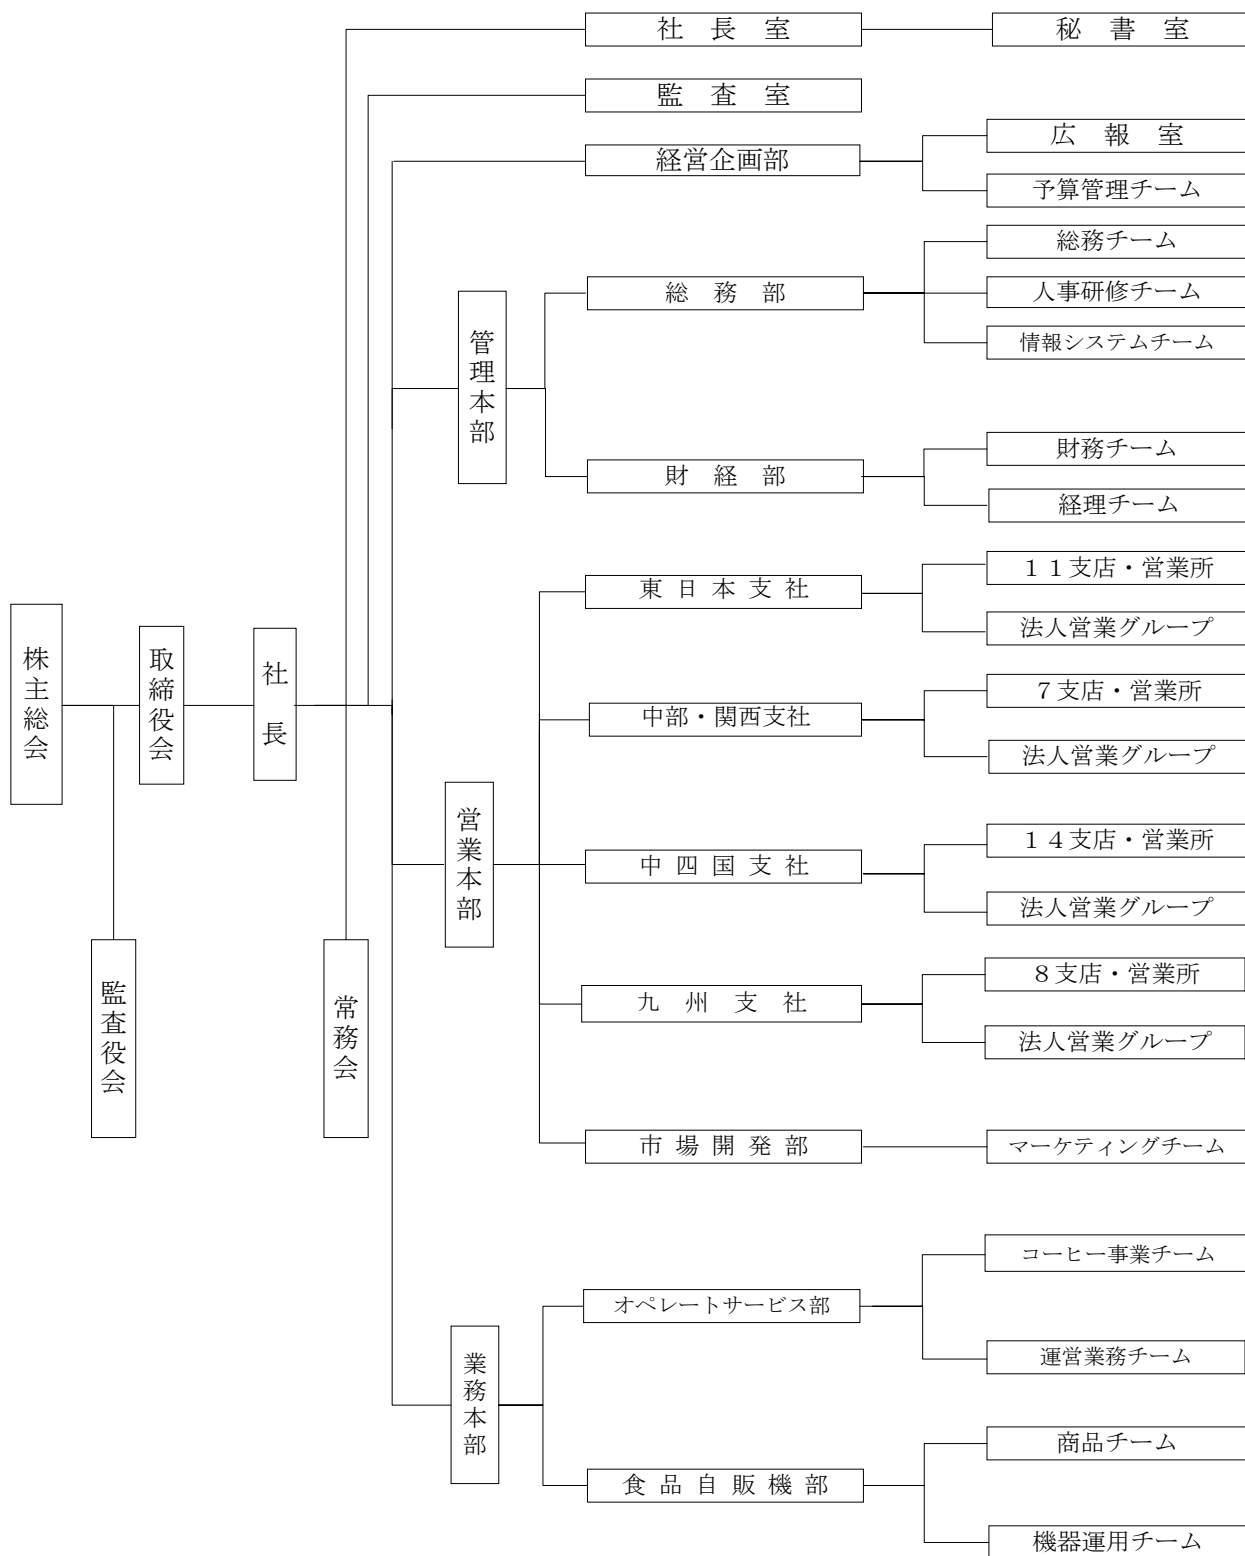 社長室
秘書室
監査室
経営企画部
広報室
予算管理チーム
管理本部
総務部
総務チーム
人事研修チーム
情報システムチーム
財経部
財務チーム
経理チーム
株主総会
取締役会
社長
監査役会
常務会
営業本部
東日本支社
11支店・営業所
法人営業グループ
中部・関西支社
7支店・営業所
法人営業グループ
中四国支社
14支店・営業所
法人営業グループ
九州支社
8支店・営業所
法人営業グループ
市場開発部
マーケティングチーム
業務本部
オペレートサービス部
コーヒー事業チーム
運営業務チーム
食品自販機部
商品チーム
機器運用チーム